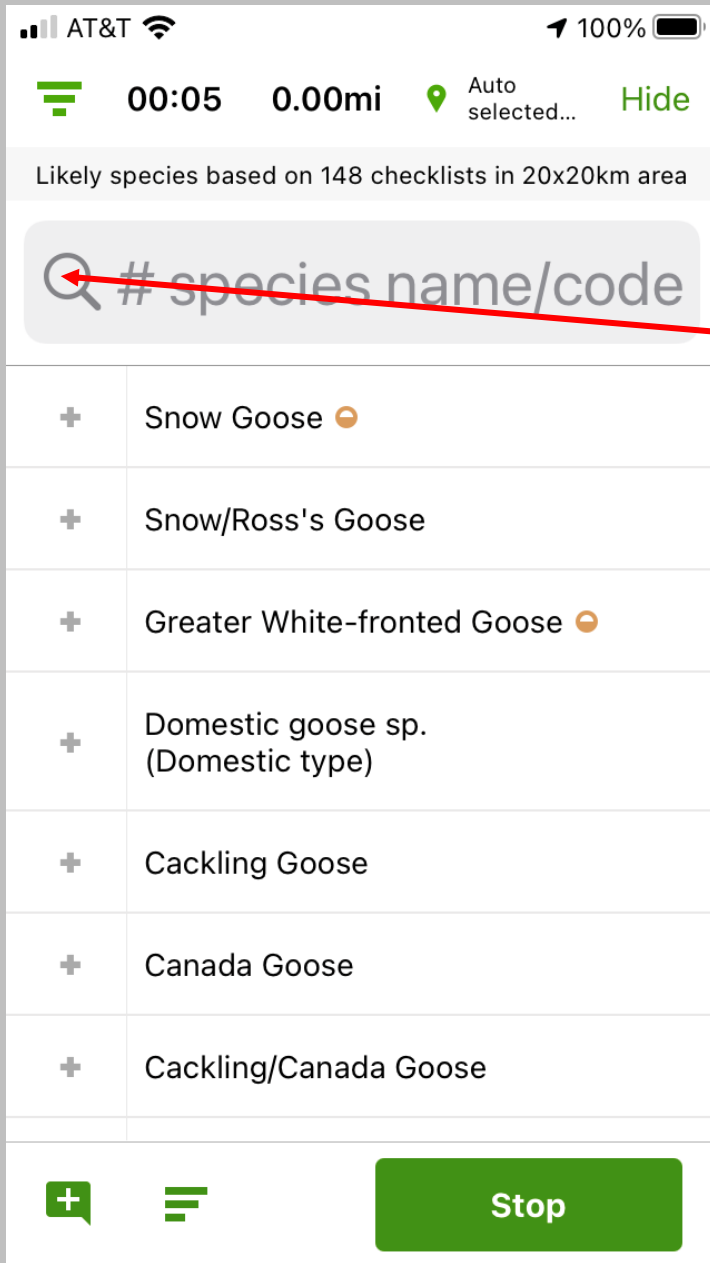 AT&T 100%
00:05 0.00mi Auto selected... Hide
Likely species based on 148 checklists in 20x20km area
# species name/code
+ Snow Goose
+ Snow/Ross's Goose
+ Greater White-fronted Goose
+ Domestic goose sp.
(Domestic type)
+ Cackling Goose
+ Canada Goose
+ Cackling/Canada Goose
Stop